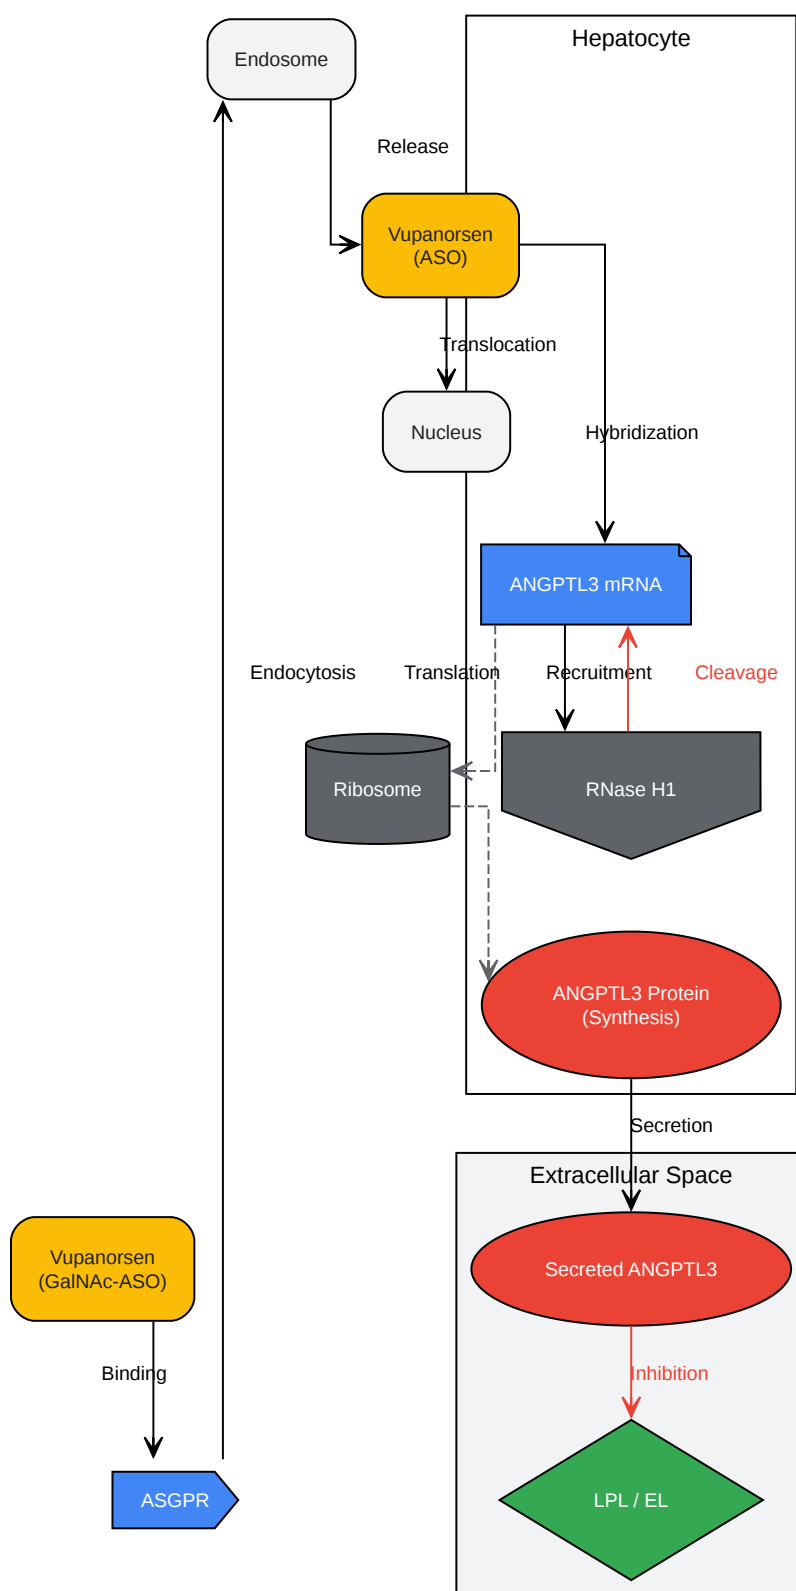 Hepatocyte
Endosome
Release
Vupanorsen
(ASO)
Translocation
Nucleus
Hybridization
ANGPTL3 mRNA
Endocytosis
Translation
Recruitment
Cleavage
Ribosome
RNase H1
ANGPTL3 Protein
(Synthesis)
Secretion
Extracellular Space
Vupanorsen
(GalNAc-ASO)
Secreted ANGPTL3
Binding
Inhibition
ASGPR
LPL / EL